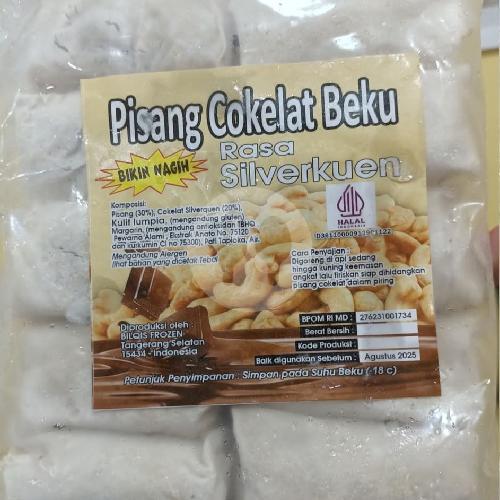 Pisang Cokelat Beku
BIKIN NAGIH
Rasa
Silverkuen
Komposisi:
Pisang (30%), Cokelat Silverquen (20%),
Kulit lumpia, (mengandung gluten)
Margarin, (mengandung antioksidan TBHQ
Pewarna Alami : Ekstrak Anato No. 75120
dan kurkumin CI no 75300), Pati Tapioka, Air.
Mengandung Alergen
lihat bahan yang dicetak Tebal
HALAL
INDONESIA
Cara Penyajian :
Digoreng di api sedang
hingga kuning keemasan
angkat lalu tiriskan siap dihidangkan
pisang cokelat dalam piring
Diproduksi oleh
BILQIS FROZEN
Tangerang Selatan
15434 - Indonesia
BPOM RI MD : 276231001734
Berat Bersih :
Kode Produksi :
Baik digunakan Sebelum : Agustus 2025
Petunjuk Penyimpanan : Simpan pada Suhu Beku (-18 c)